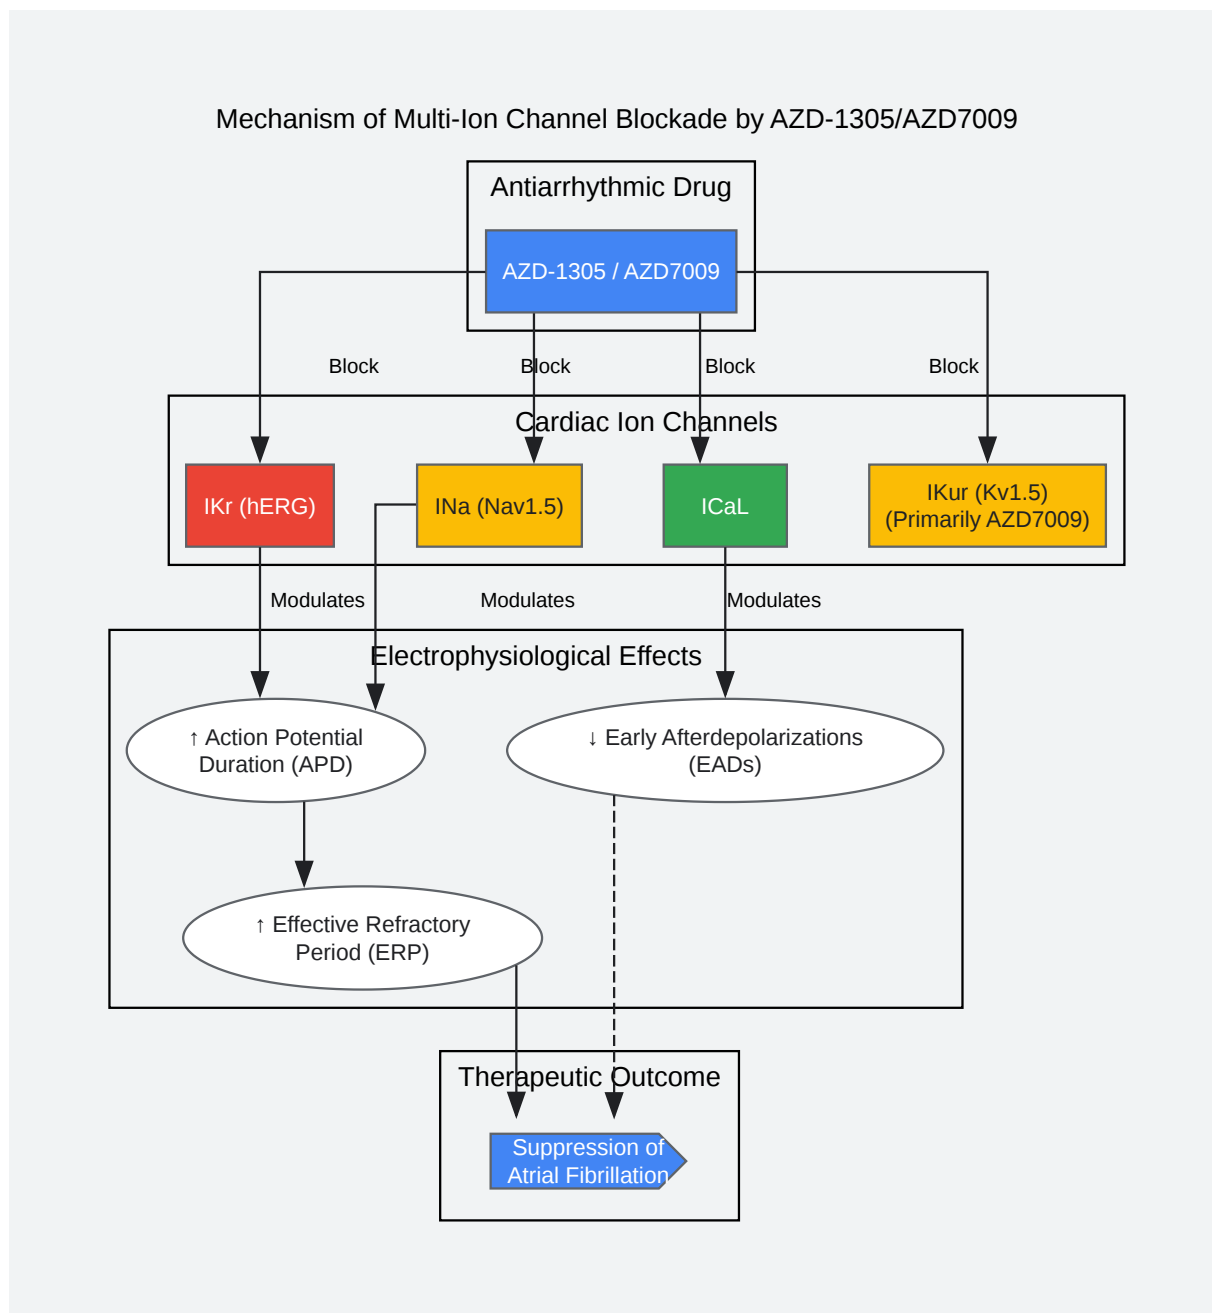 Mechanism of Multi-Ion Channel Blockade by AZD-1305/AZD7009
Antiarrhythmic Drug
AZD-1305 / AZD7009
Block
Block
Block
Block
Cardiac Ion Channels
IKr (hERG)
INa (Nav1.5)
ICaL
IKur (Kv1.5)
(Primarily AZD7009)
Modulates
Modulates
Modulates
Electrophysiological Effects
↑ Action Potential
Duration (APD)
↓ Early Afterdepolarizations
(EADs)
↑ Effective Refractory
Period (ERP)
Therapeutic Outcome
Suppression of
Atrial Fibrillation